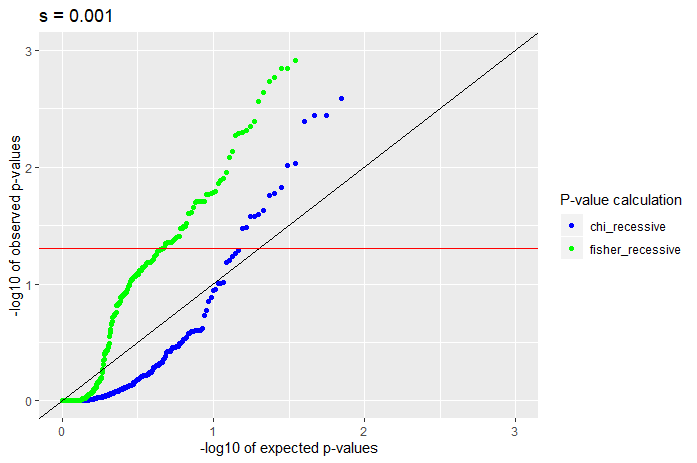 s = 0.001
3
2
1
0
-log10 of observed p-values
0
1
2
3
-log10 of expected p-values
P-value calculation
chi_recessive
fisher_recessive